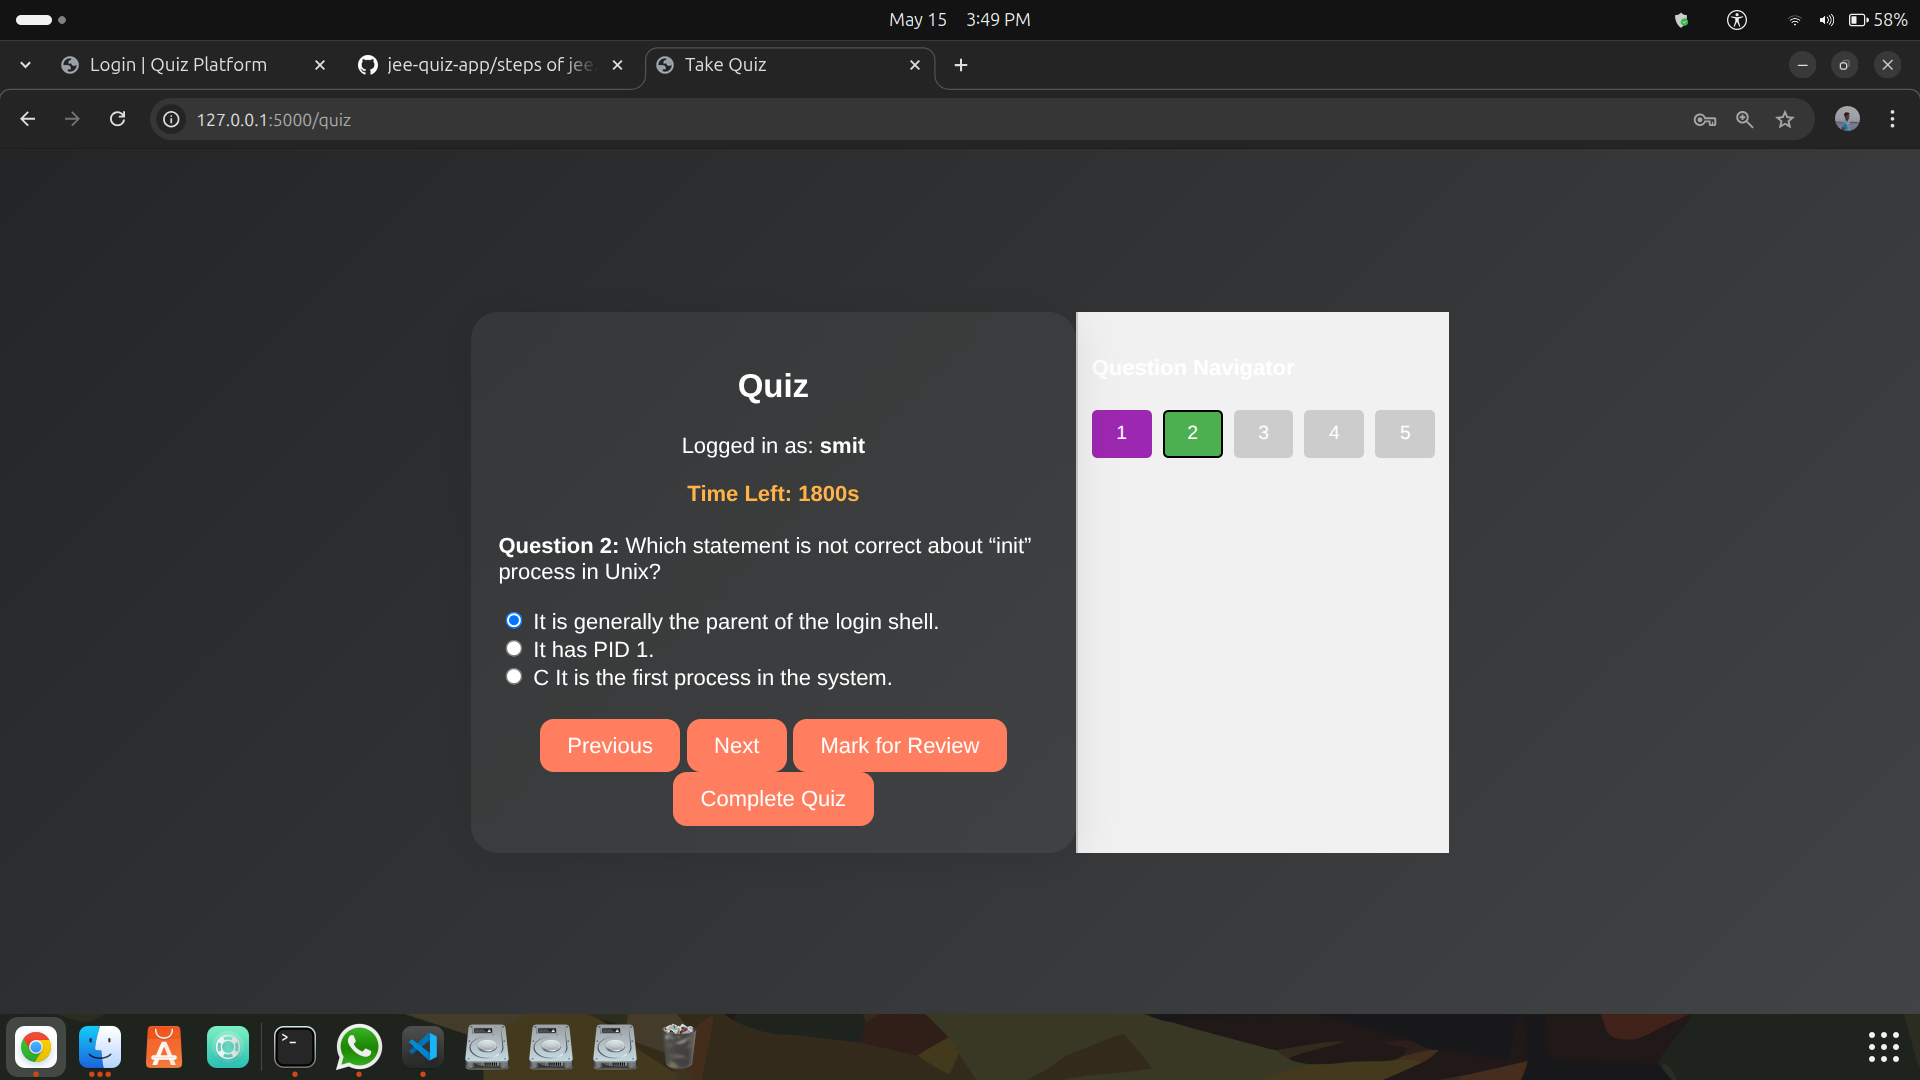 May 15 3:49 PM
58%
Login | Quiz Platform
jee-quiz-app/steps of jee
Take Quiz
127.0.0.1:5000/quiz
Quiz
Logged in as: smit
Time Left: 1800s
Question 2: Which statement is not correct about “init”
process in Unix?
It is generally the parent of the login shell.
It has PID 1.
C It is the first process in the system.
Previous
Next
Mark for Review
Complete Quiz
Question Navigator
1 2 3 4 5